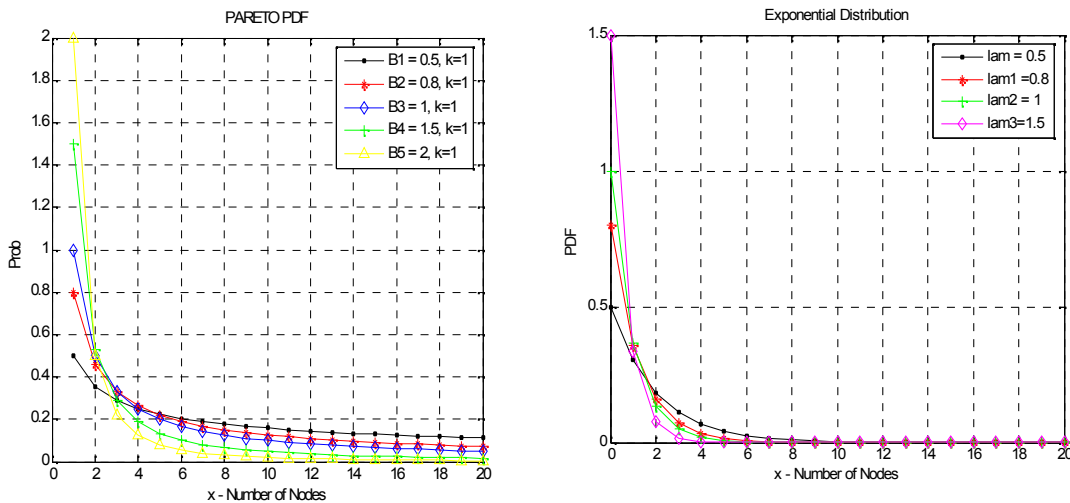 PARETO PDF
2
1.8
1.6
1.4
1.2
1
0.8
0.6
0.4
0.2
0
Prob
0 2 4 6 8 10 12 14 16 18 20
x - Number of Nodes
B1 = 0.5, k=1
B2 = 0.8, k=1
B3 = 1, k=1
B4 = 1.5, k=1
B5 = 2, k=1
Exponential Distribution
1.5
1
0.5
0
PDF
0 2 4 6 8 10 12 14 16 18 20
x - Number of Nodes
lam = 0.5
lam1 =0.8
lam2 = 1
lam3=1.5